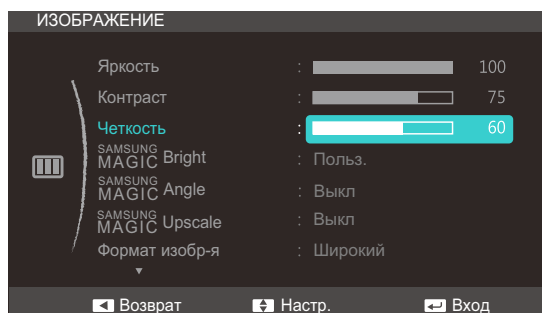 ИЗОБРАЖЕНИЕ
Яркость : 100
Контраст : 75
Четкость : 60
SAMSUNG MAGIC Bright : Польз.
SAMSUNG MAGIC Angle : Выкл
SAMSUNG MAGIC Upscale : Выкл
Формат изобр-я : Широкий
Возврат Настр. Вход